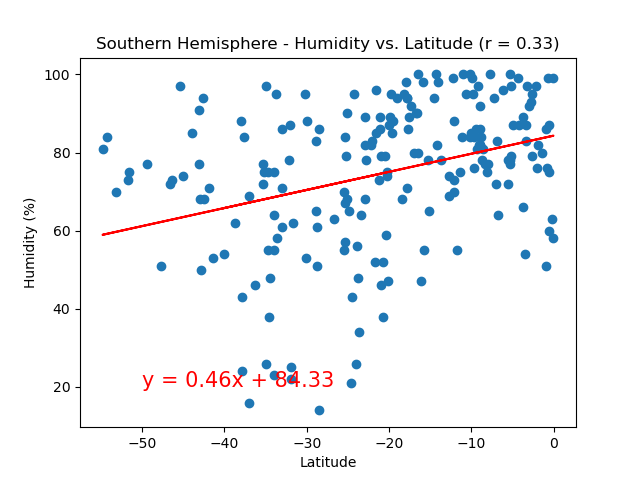 Southern Hemisphere - Humidity vs. Latitude (r = 0.33)
100
80
60
40
20
Humidity (%)
y = 0.46x + 84.33
−50 −40 −30 −20 −10 0
Latitude